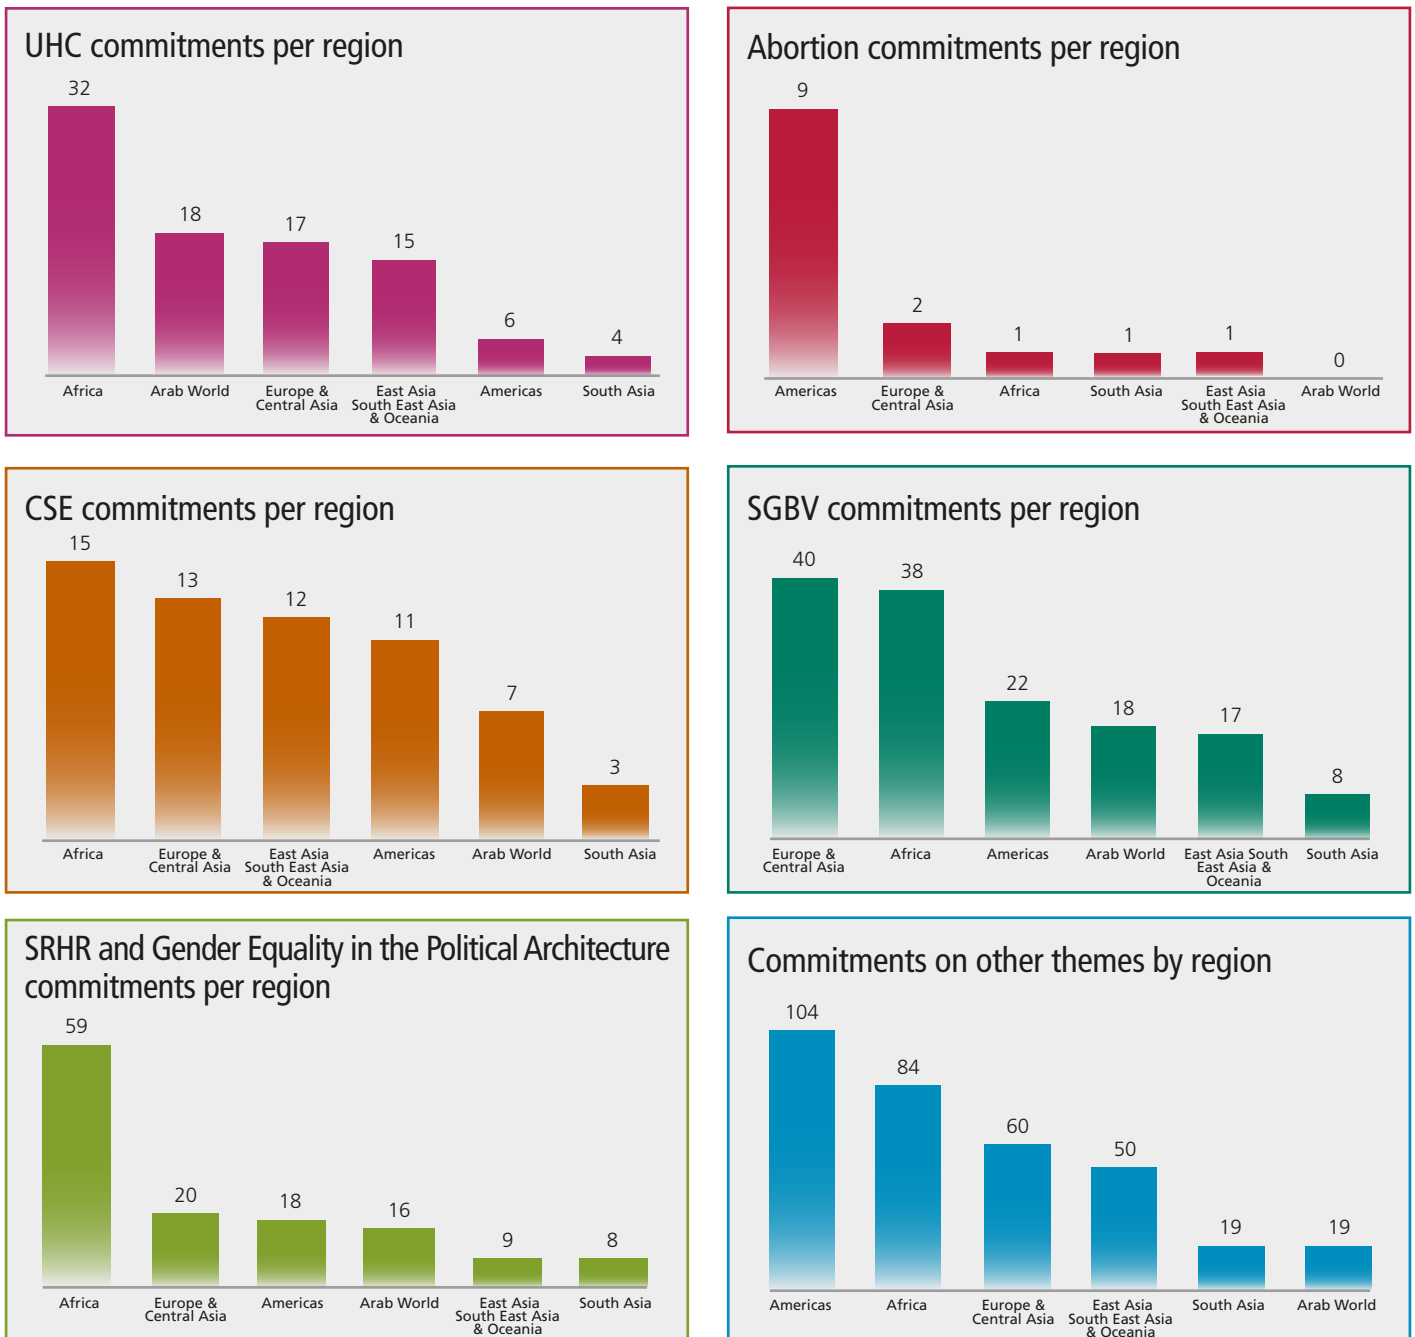 UHC commitments per region
32
18
17
15
6
4
Africa
Arab World
Europe &
Central Asia
East Asia
South East Asia
& Oceania
Americas
South Asia
Abortion commitments per region
9
2
1
1
1
0
Americas
Europe &
Central Asia
Africa
South Asia
East Asia
South East Asia
& Oceania
Arab World
CSE commitments per region
15
13
12
11
7
3
Africa
Europe &
Central Asia
East Asia
South East Asia
& Oceania
Americas
Arab World
South Asia
SGBV commitments per region
40
38
22
18
17
8
Europe &
Central Asia
Africa
Americas
Arab World
East Asia South
East Asia &
Oceania
South Asia
SRHR and Gender Equality in the Political Architecture
commitments per region
59
20
18
16
9
8
Africa
Europe &
Central Asia
Americas
Arab World
East Asia
South East Asia
& Oceania
South Asia
Commitments on other themes by region
104
84
60
50
19
19
Americas
Africa
Europe &
Central Asia
East Asia
South East Asia
& Oceania
South Asia
Arab World